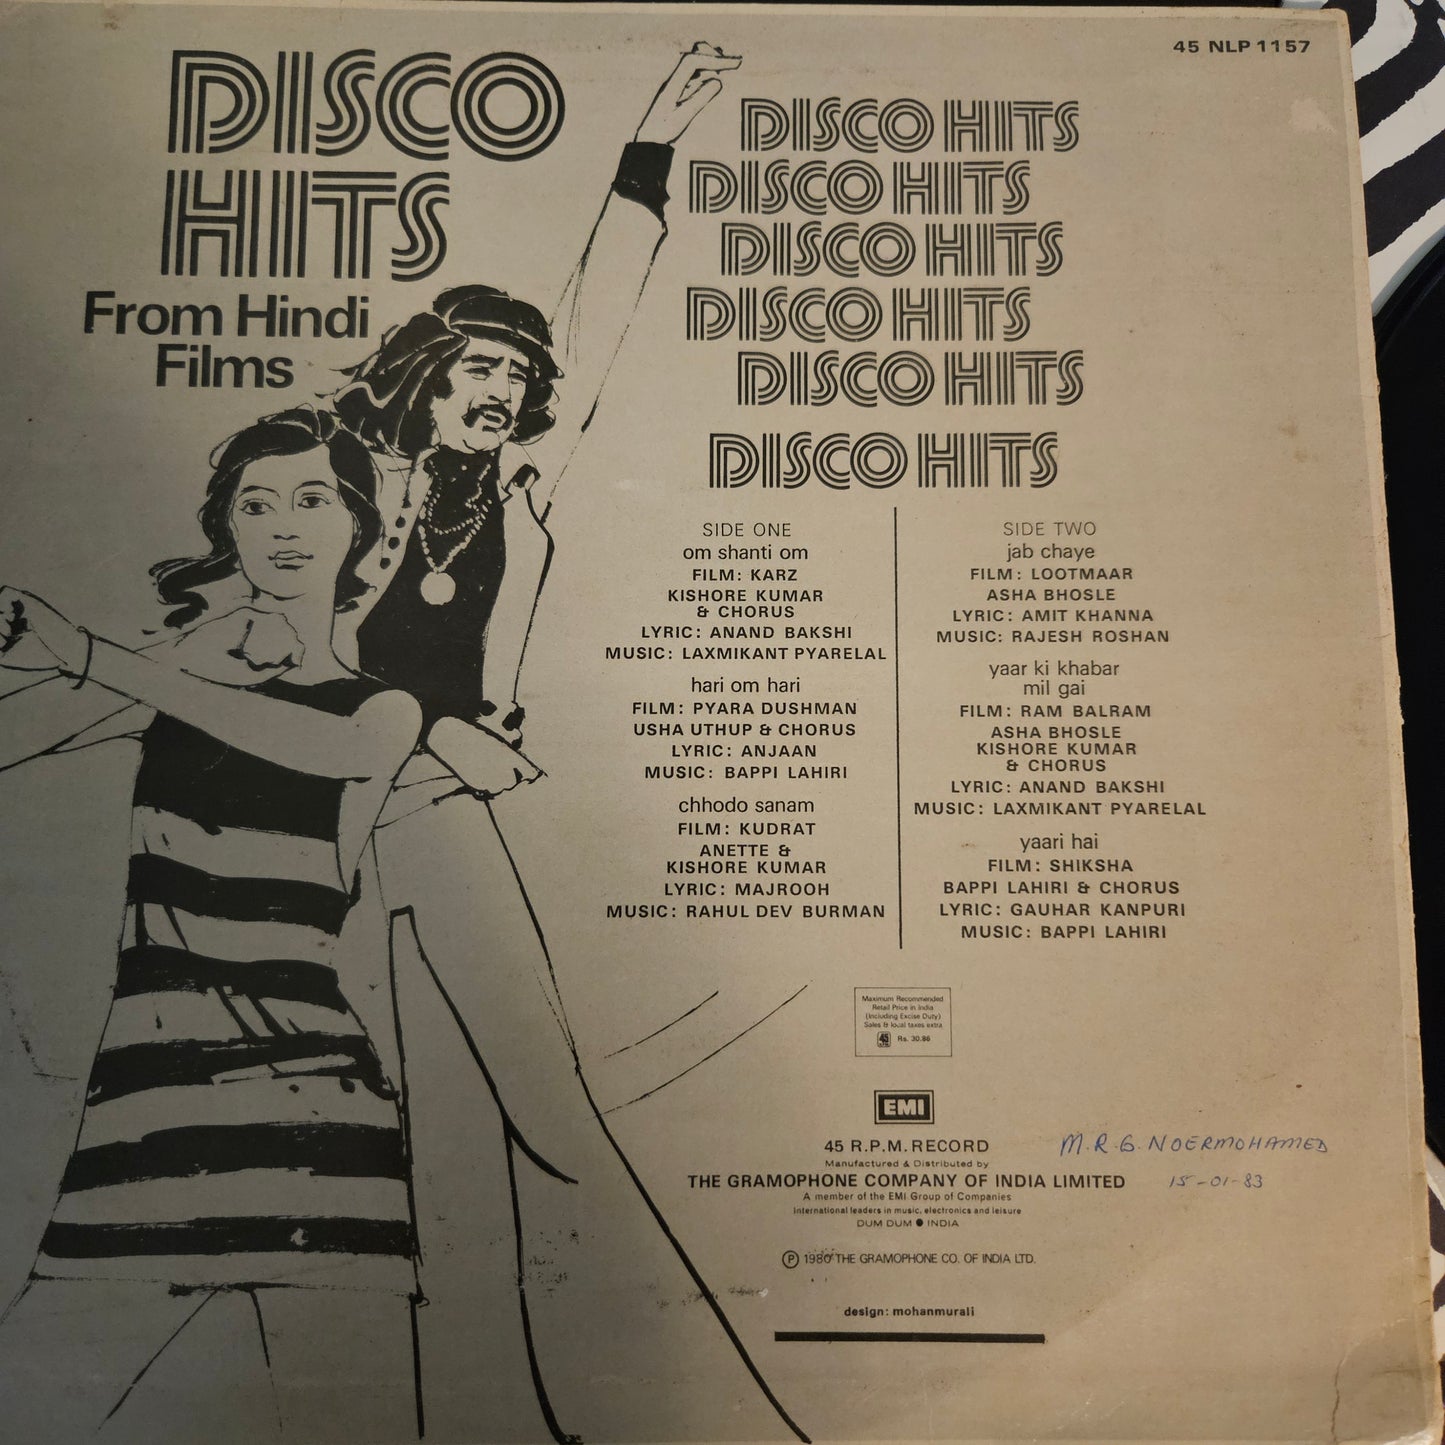 45 NLP 1157
DISCO
HITS
From Hindi
Films
DISCO HITS
DISCO HITS
DISCO HITS
DISCO HITS
DISCO HITS
DISCO HITS
SIDE ONE
om shanti om
FILM: KARZ
KISHORE KUMAR
& CHORUS
LYRIC: ANAND BAKSHI
MUSIC: LAXMIKANT PYARELAL
hari om hari
FILM: PYARA DUSHMAN
USHA UTHUP & CHORUS
LYRIC: ANJAAN
MUSIC: BAPPI LAHIRI
chhodo sanam
FILM: KUDRAT
ANETTE &
KISHORE KUMAR
LYRIC: MAJROOH
MUSIC: RAHUL DEV BURMAN
SIDE TWO
jab chaye
FILM: LOOTMAAR
ASHA BHOSLE
LYRIC: AMIT KHANNA
MUSIC: RAJESH ROSHAN
yaar ki khabar
mil gai
FILM: RAM BALRAM
ASHA BHOSLE
KISHORE KUMAR
& CHORUS
LYRIC: ANAND BAKSHI
MUSIC: LAXMIKANT PYARELAL
yaari hai
FILM: SHIKSHA
BAPPI LAHIRI & CHORUS
LYRIC: GAUHAR KANPURI
MUSIC: BAPPI LAHIRI
Maximum Recommended
Retail Price in India
(Including Excise Duty)
Sales & local taxes extra
45 Rs. 30.86
EMI
45 R.P.M. RECORD
Manufactured & Distributed by
THE GRAMOPHONE COMPANY OF INDIA LIMITED
A member of the EMI Group of Companies
International leaders in music, electronics and leisure
DUM DUM ● INDIA
M.R.G. NOERMOHAMED
15-01-83
℗ 1980 THE GRAMOPHONE CO. OF INDIA LTD.
design: mohanmurali